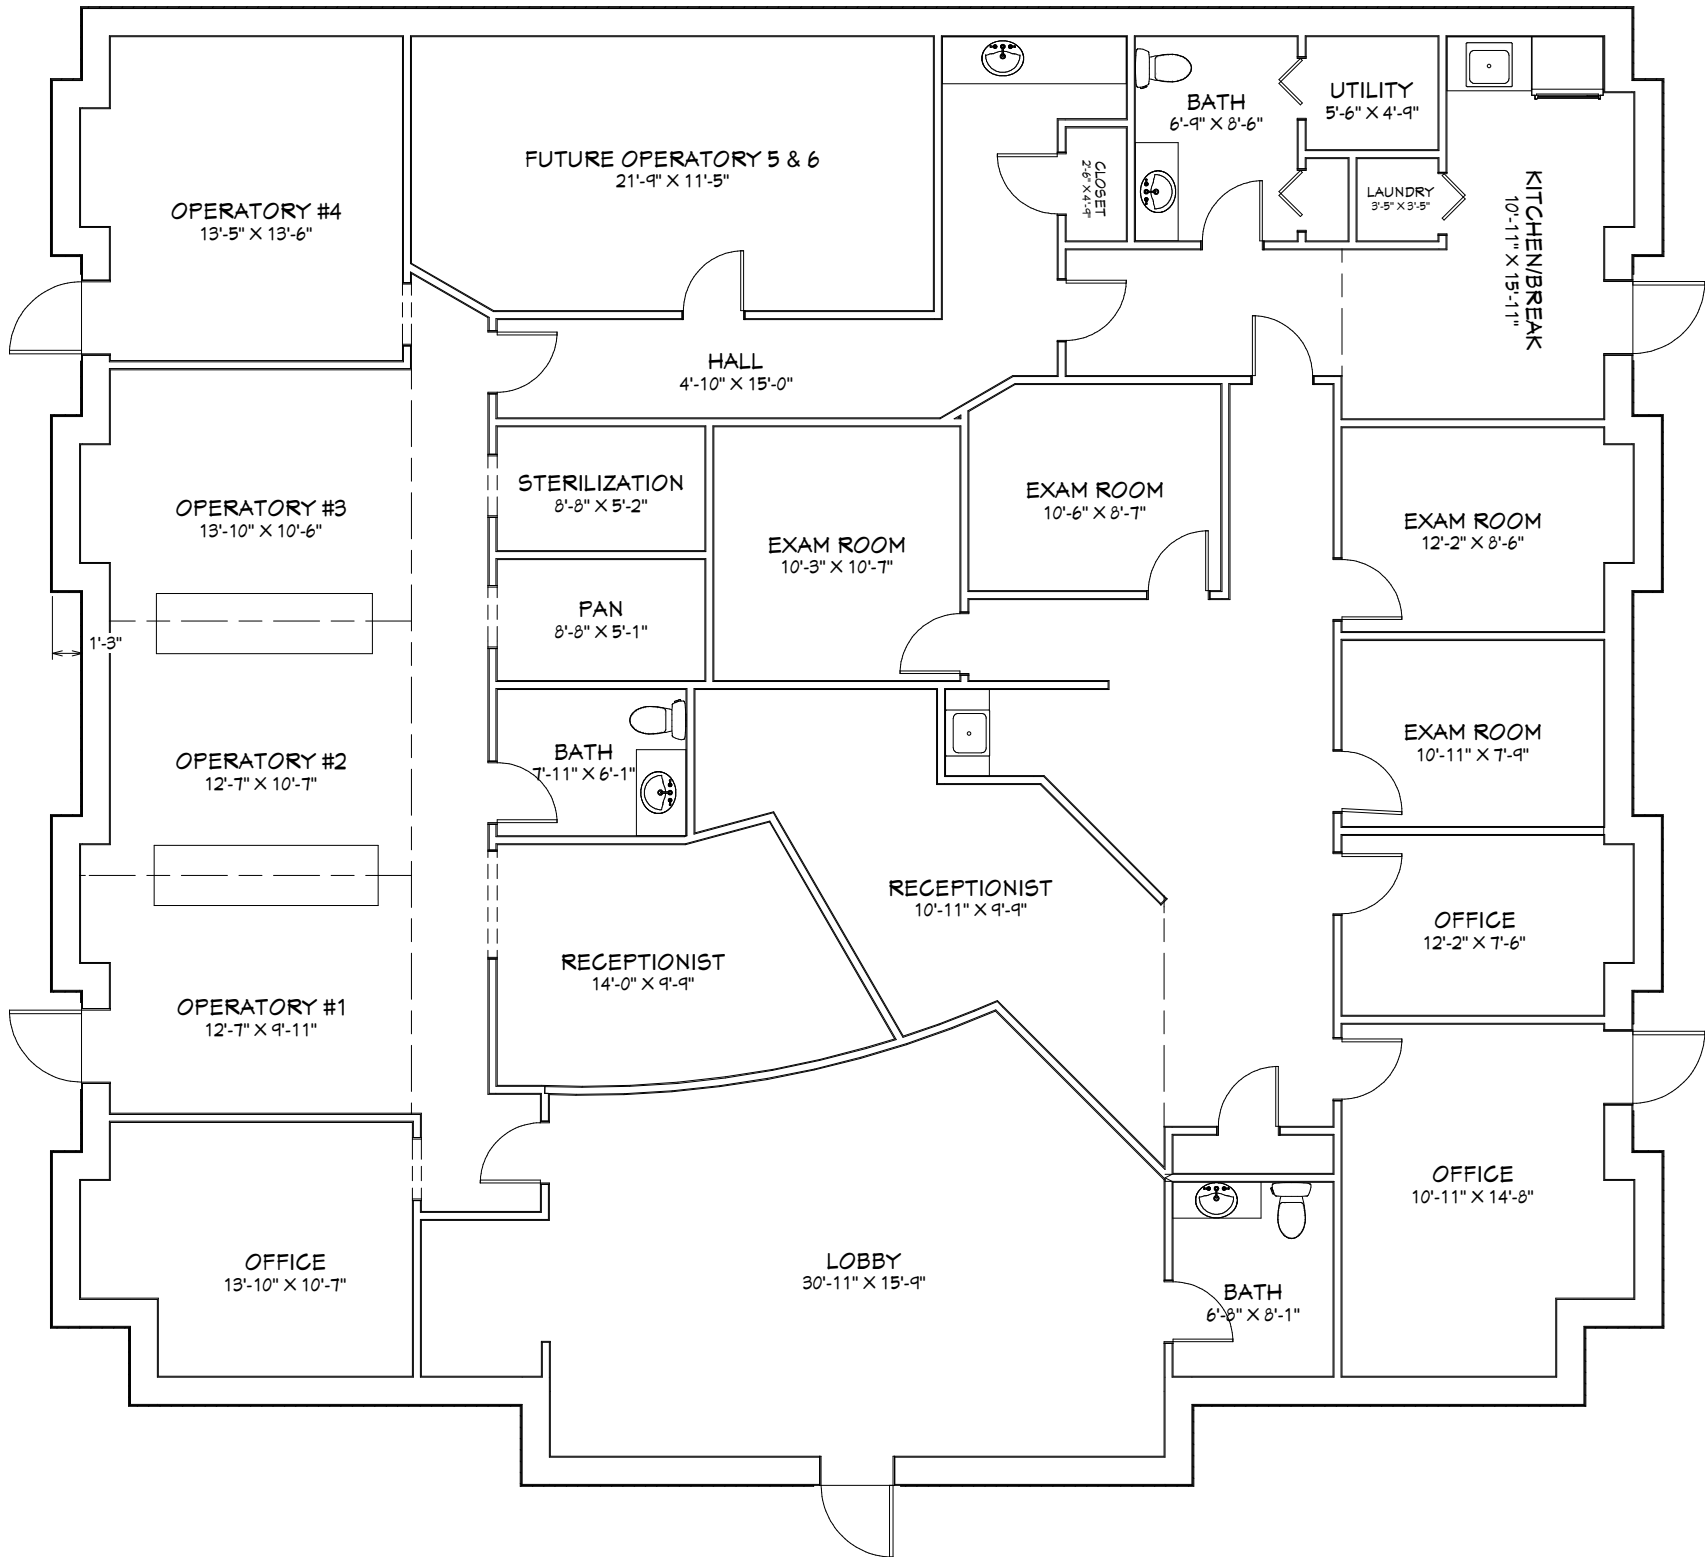 OPERATORY #4
13'-5" X 13'-6"
FUTURE OPERATORY 5 & 6
21'-9" X 11'-5"
CLOSET
2'-6" X 4'-9"
BATH
6'-9" X 8'-6"
UTILITY
5'-6" X 4'-9"
LAUNDRY
3'-5" X 3'-5"
KITCHEN/BREAK
10'-11" X 15'-11"
HALL
4'-10" X 15'-0"
OPERATORY #3
13'-10" X 10'-6"
STERILIZATION
8'-8" X 5'-2"
EXAM ROOM
10'-3" X 10'-7"
EXAM ROOM
10'-6" X 8'-7"
EXAM ROOM
12'-2" X 8'-6"
1'-3"
PAN
8'-8" X 5'-1"
OPERATORY #2
12'-7" X 10'-7"
BATH
7'-11" X 6'-1"
EXAM ROOM
10'-11" X 7'-9"
RECEPTIONIST
10'-11" X 9'-9"
OFFICE
12'-2" X 7'-6"
RECEPTIONIST
14'-0" X 9'-9"
OPERATORY #1
12'-7" X 9'-11"
OFFICE
10'-11" X 14'-8"
OFFICE
13'-10" X 10'-7"
LOBBY
30'-11" X 15'-9"
BATH
6'-8" X 8'-1"